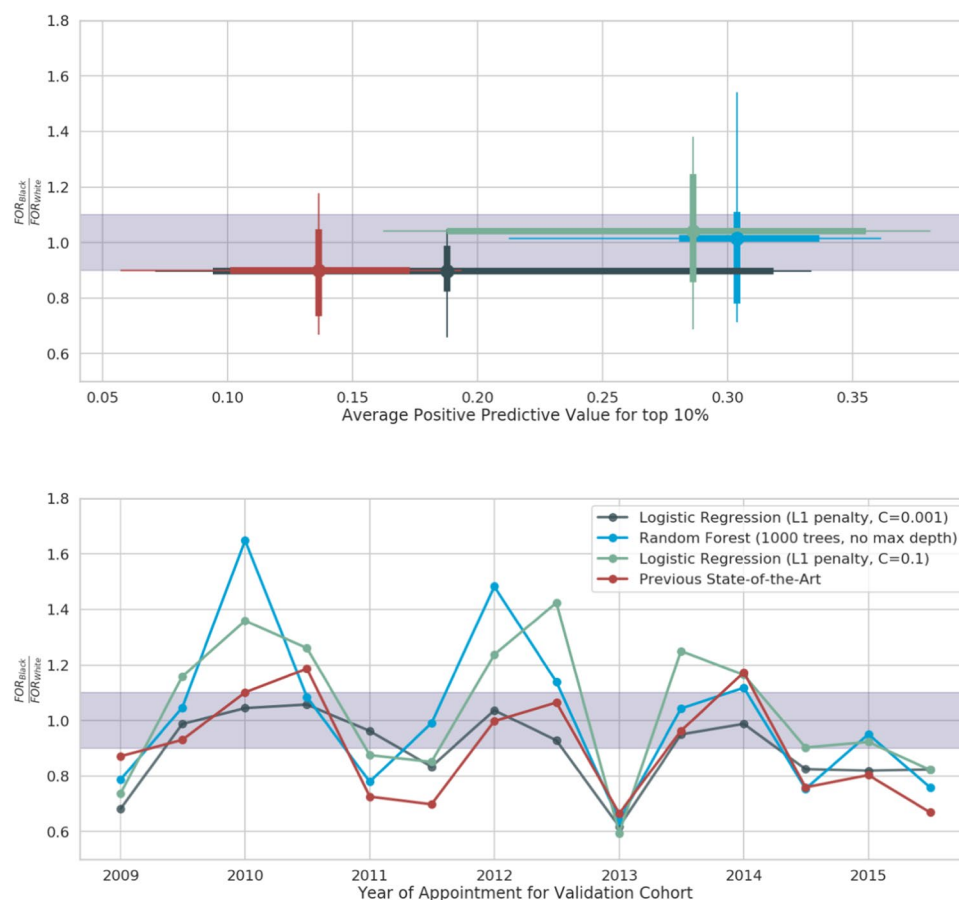 1.8
1.6
1.4
1.2
1.0
0.8
0.6
FOR_Black
FOR_White
0.05 0.10 0.15 0.20 0.25 0.30 0.35
Average Positive Predictive Value for top 10%
1.8
1.6
1.4
1.2
1.0
0.8
0.6
FOR_Black
FOR_White
Logistic Regression (L1 penalty, C=0.001)
Random Forest (1000 trees, no max depth)
Logistic Regression (L1 penalty, C=0.1)
Previous State-of-the-Art
2009 2010 2011 2012 2013 2014 2015
Year of Appointment for Validation Cohort